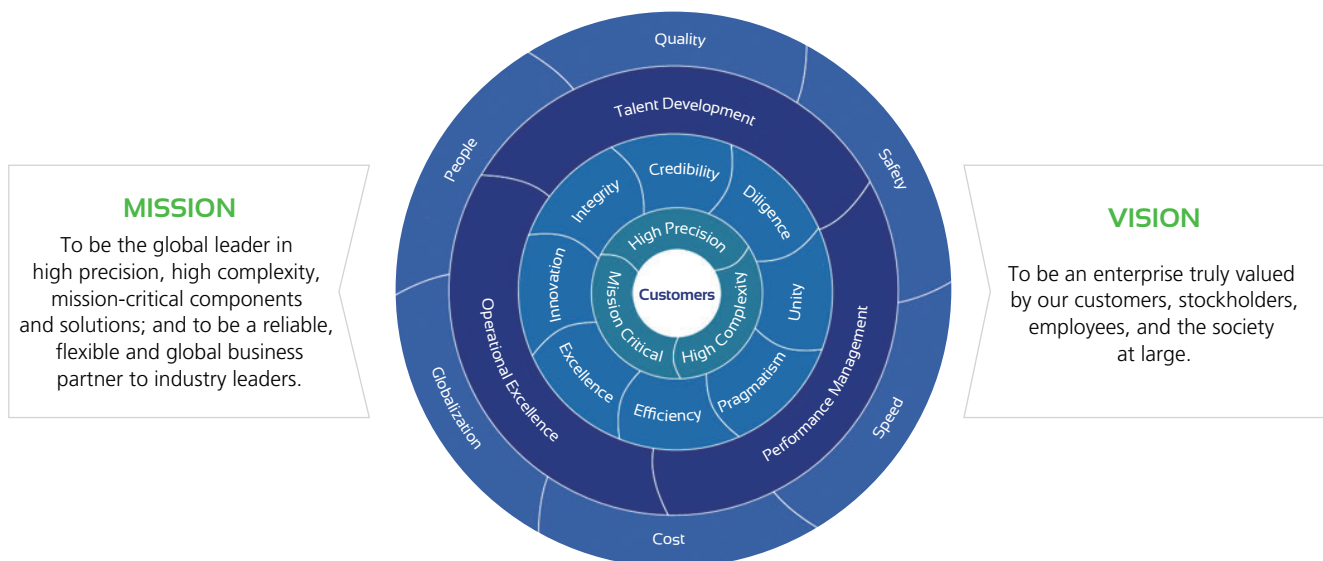 MISSION
To be the global leader in
high precision, high complexity,
mission-critical components
and solutions; and to be a reliable,
flexible and global business
partner to industry leaders.
Quality
Safety
Speed
Cost
Globalization
People
Talent Development
Performance Management
Operational Excellence
Credibility
Diligence
Unity
Pragmatism
Efficiency
Excellence
Innovation
Integrity
High Precision
High Complexity
Mission Critical
Customers
VISION
To be an enterprise truly valued
by our customers, stockholders,
employees, and the society
at large.